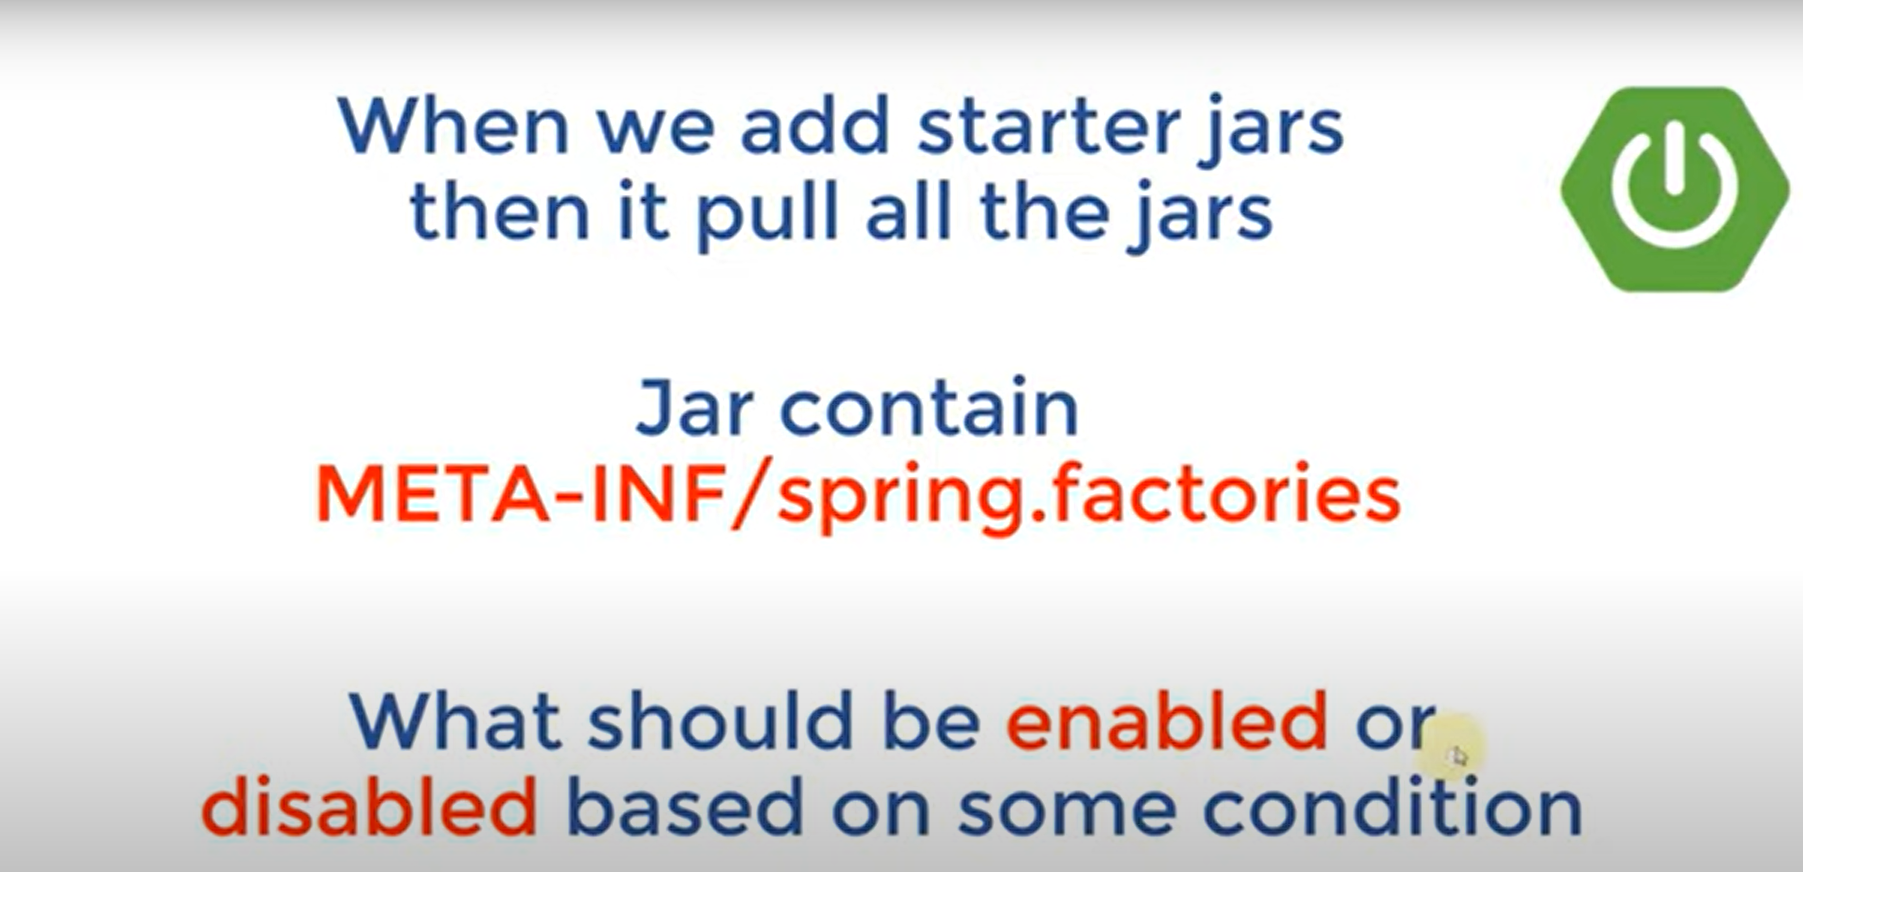 When we add starter jars
then it pull all the jars
Jar contain
META-INF/spring.factories
What should be enabled or
disabled based on some condition